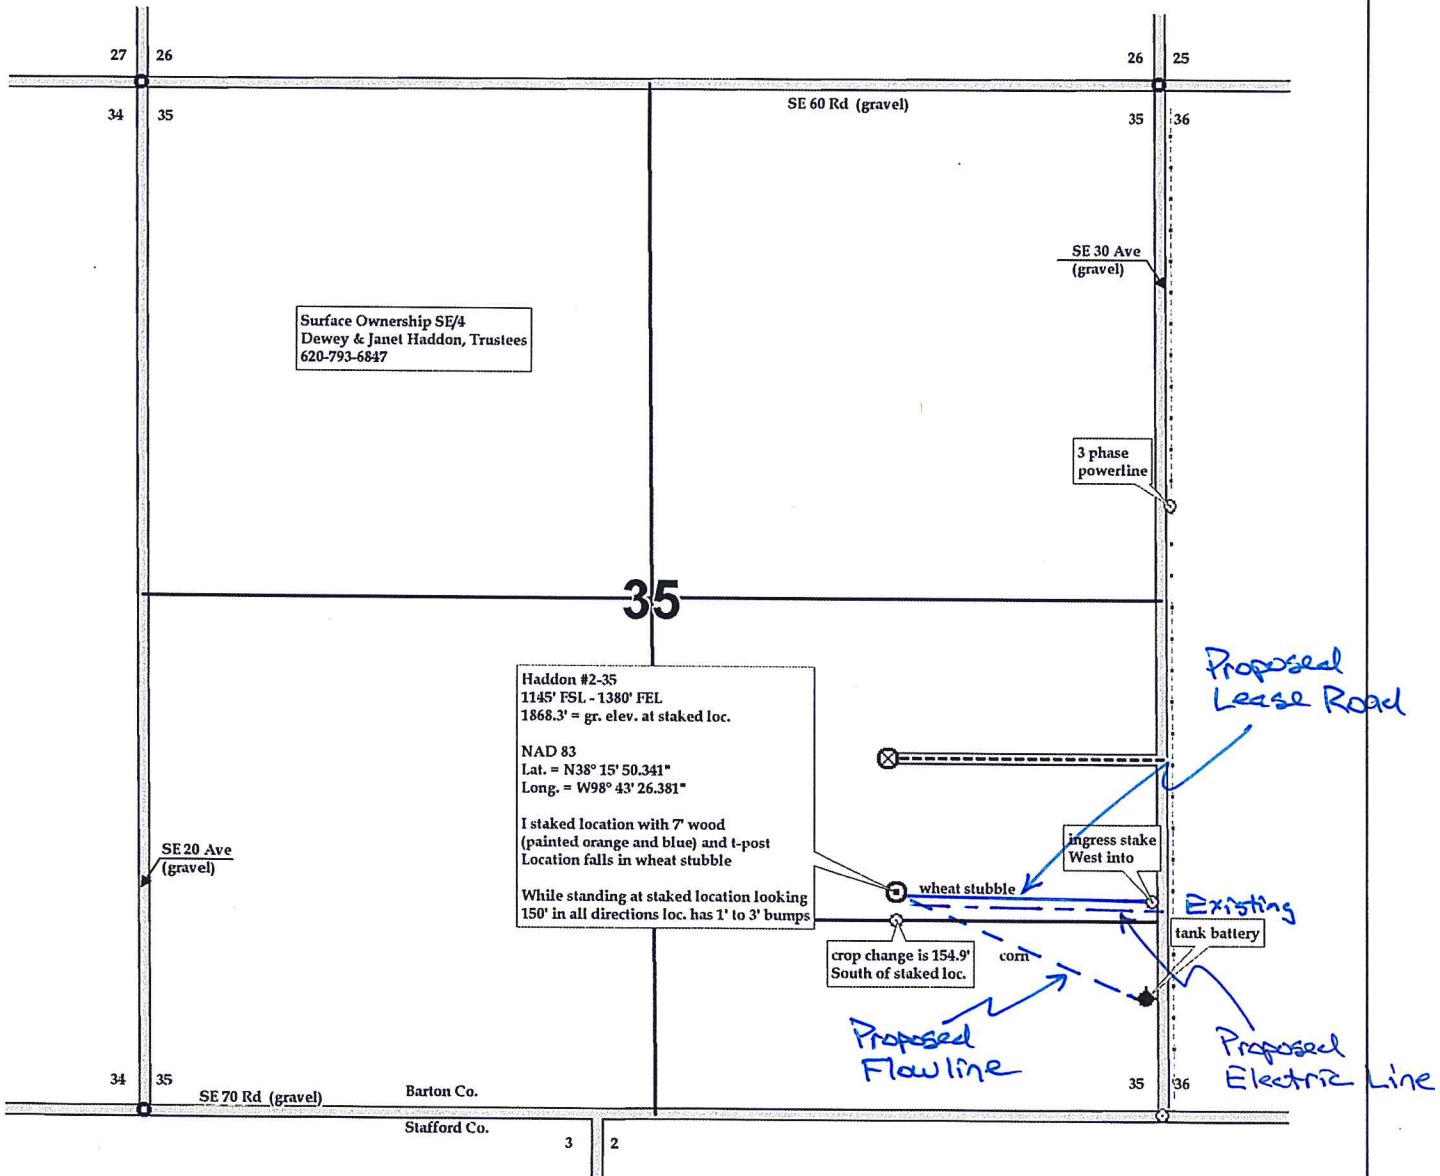 27 26
26 25
SE 60 Rd (gravel)
34 35
35 36
SE 30 Ave
(gravel)
Surface Ownership SE/4
Dewey & Janet Haddon, Trustees
620-793-6847
3 phase
powerline
35
Proposed
Lease Road
Haddon #2-35
1145' FSL - 1380' FEL
1868.3' = gr. elev. at staked loc.
NAD 83
Lat. = N38° 15' 50.341"
Long. = W98° 43' 26.381"
I staked location with 7' wood
(painted orange and blue) and t-post
Location falls in wheat stubble
While standing at staked location looking
150' in all directions loc. has 1' to 3' bumps
SE 20 Ave
(gravel)
ingress stake
West into
wheat stubble
Existing
tank battery
crop change is 154.9'
South of staked loc.
corn
Proposed
Flowline
Proposed
Electric Line
34 35
SE 70 Rd (gravel)
Barton Co.
35 36
Stafford Co.
3 2